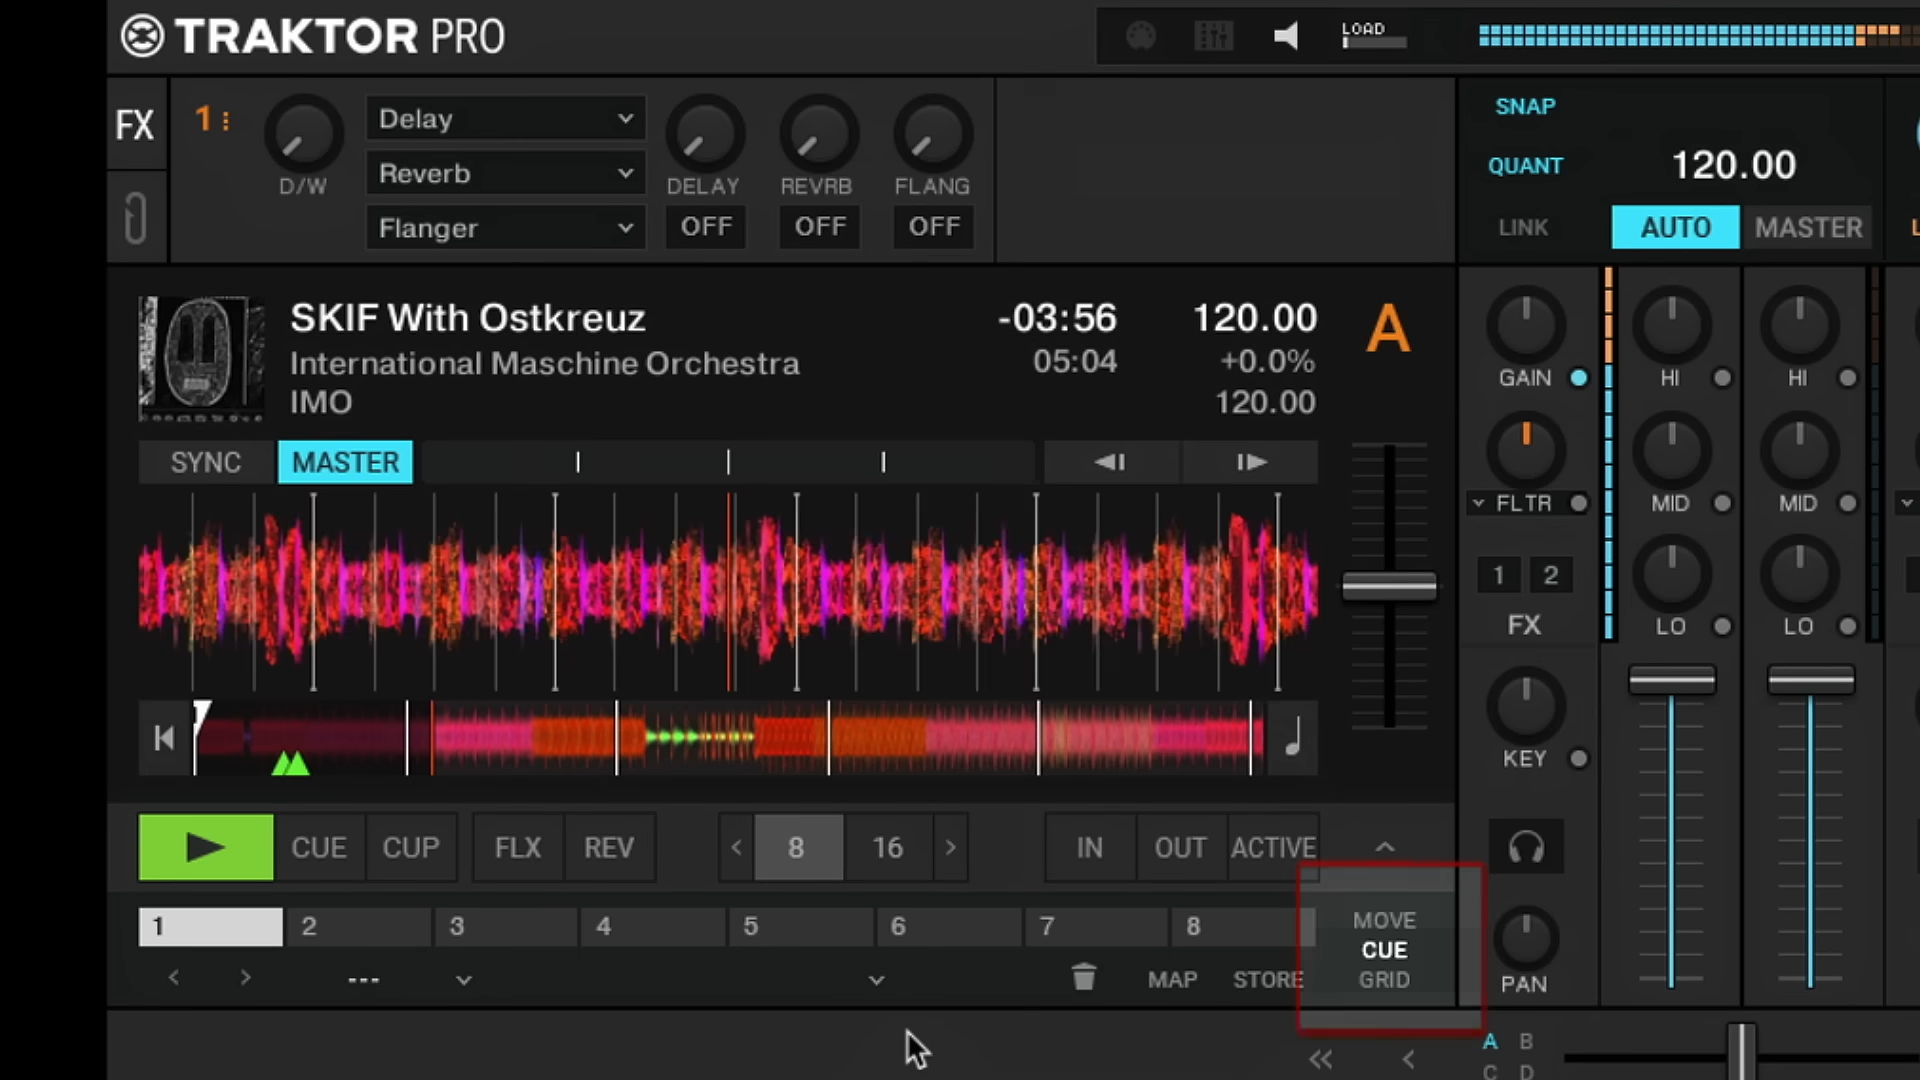 TRAKTOR PRO
LOAD
FX
1
D/W
Delay
Reverb
Flanger
DELAY
REVRB
FLANG
OFF
OFF
OFF
SNAP
QUANT
LINK
120.00
AUTO
MASTER
SKIF With Ostkreuz
International Maschine Orchestra
IMO
-03:56
05:04
120.00
+0.0%
120.00
A
SYNC
MASTER
GAIN
FLTR
1
2
FX
KEY
PAN
HI
MID
LO
HI
MID
LO
CUE
CUP
FLX
REV
8
16
IN
OUT
ACTIVE
1
2
3
4
5
6
7
8
---
MAP
STORE
MOVE
CUE
GRID
A B
C D